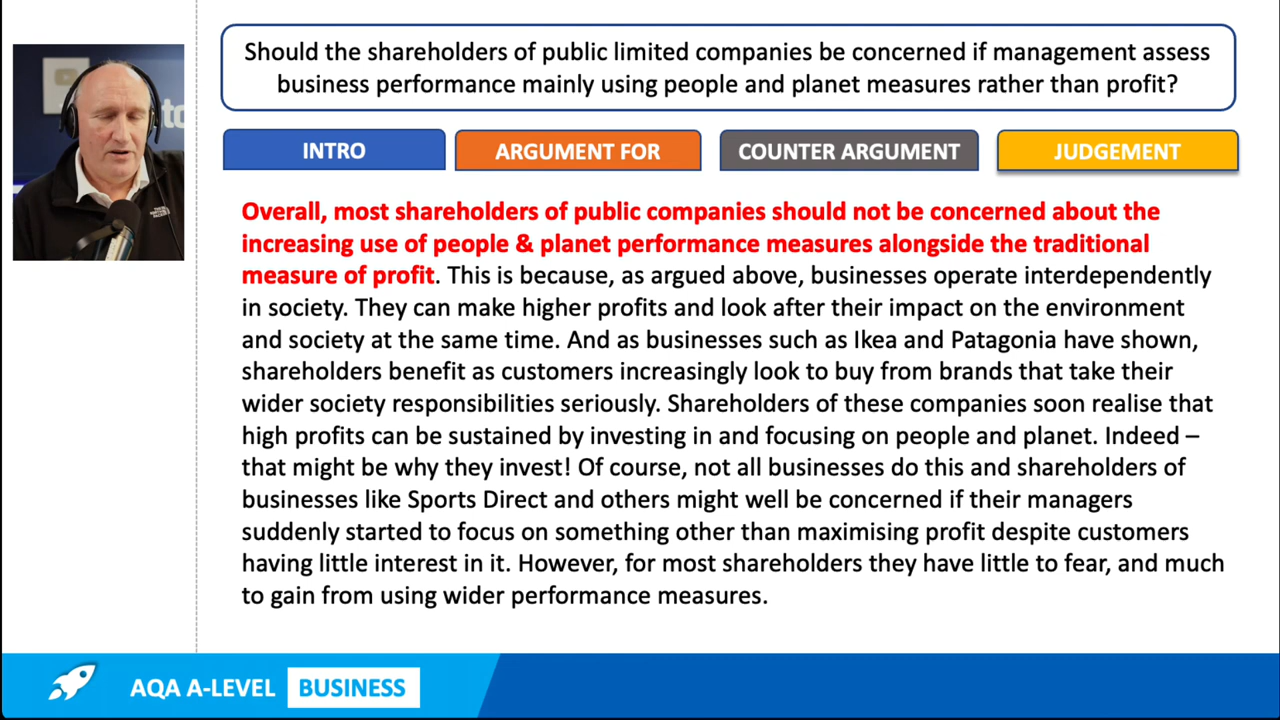 Should the shareholders of public limited companies be concerned if management assess
business performance mainly using people and planet measures rather than profit?
INTRO
ARGUMENT FOR
COUNTER ARGUMENT
JUDGEMENT
Overall, most shareholders of public companies should not be concerned about the
increasing use of people & planet performance measures alongside the traditional
measure of profit. This is because, as argued above, businesses operate interdependently
in society. They can make higher profits and look after their impact on the environment
and society at the same time. And as businesses such as Ikea and Patagonia have shown,
shareholders benefit as customers increasingly look to buy from brands that take their
wider society responsibilities seriously. Shareholders of these companies soon realise that
high profits can be sustained by investing in and focusing on people and planet. Indeed –
that might be why they invest! Of course, not all businesses do this and shareholders of
businesses like Sports Direct and others might well be concerned if their managers
suddenly started to focus on something other than maximising profit despite customers
having little interest in it. However, for most shareholders they have little to fear, and much
to gain from using wider performance measures.
AQA A-LEVEL BUSINESS